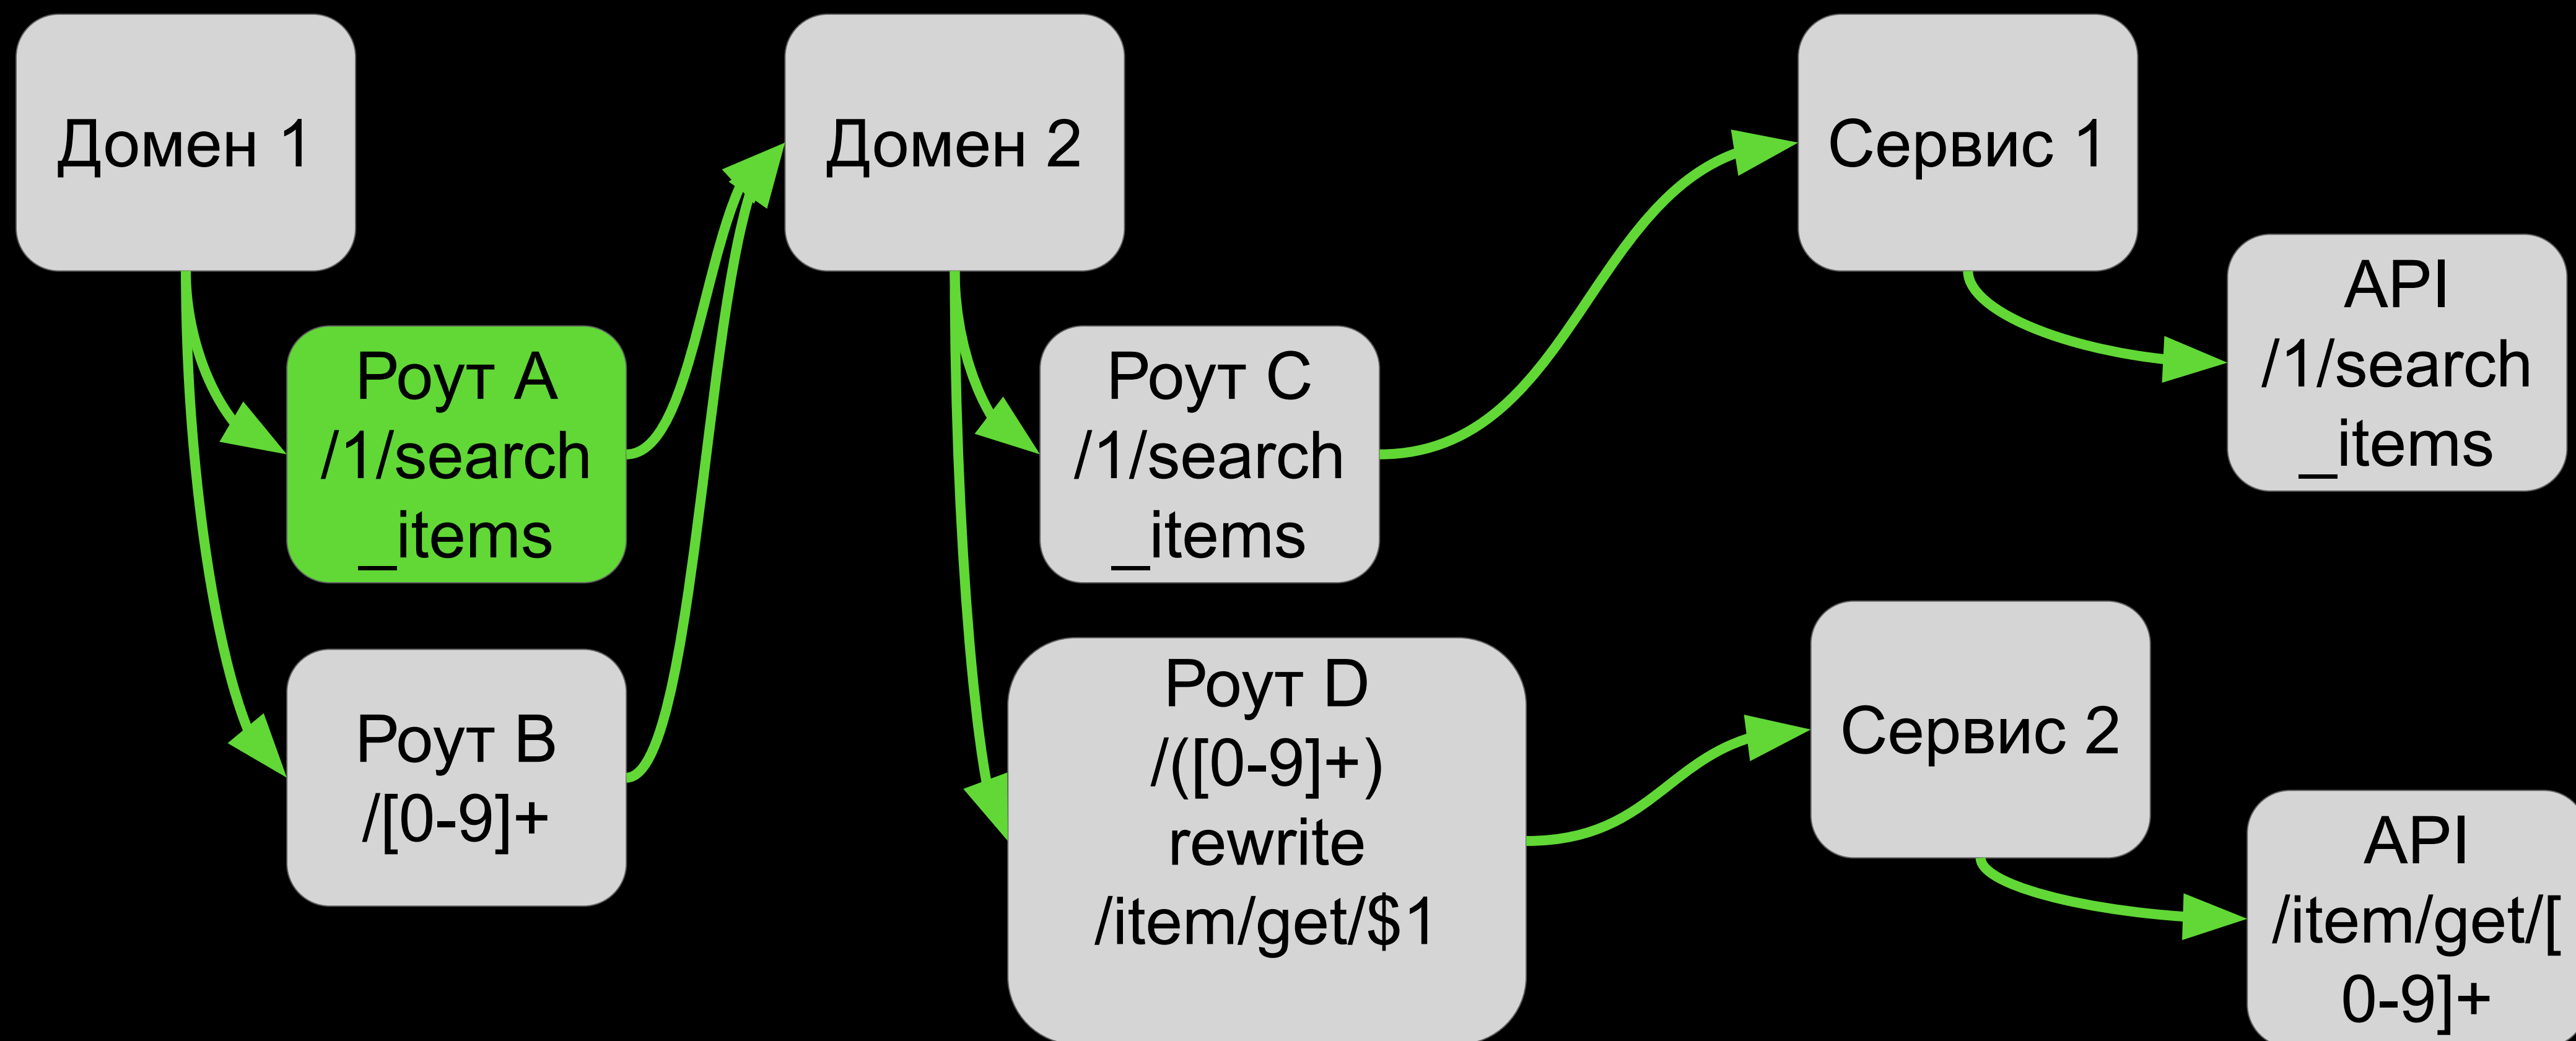 Домен 1
Домен 2
Сервис 1
Роут A
/1/search
_items
Роут C
/1/search
_items
API
/1/search
_items
Роут B
/[0-9]+
Роут D
/([0-9]+)
rewrite
/item/get/$1
Сервис 2
API
/item/get/[
0-9]+